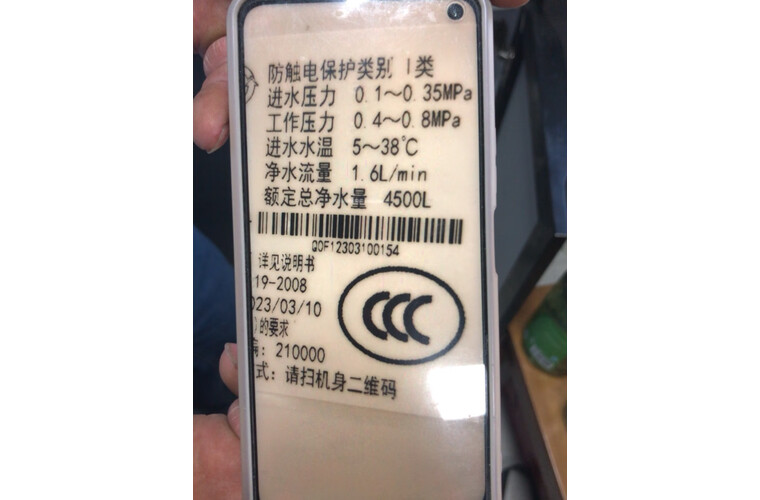 防触电保护类别 I类
进水压力 0.1～0.35MPa
工作压力 0.4～0.8MPa
进水水温 5～38℃
净水流量 1.6L/min
额定总净水量 4500L
QOF12303100154
详见说明书
19-2008
023/03/10
)的要求
: 210000
式: 请扫机身二维码
CCC